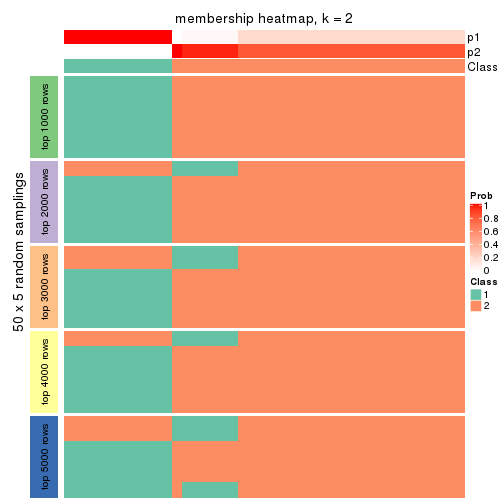 membership heatmap, k = 2
p1
p2
Class
50 x 5 random samplings
top 1000 rows
top 2000 rows
top 3000 rows
top 4000 rows
top 5000 rows
Prob
1
0.8
0.6
0.4
0.2
0
Class
1
2